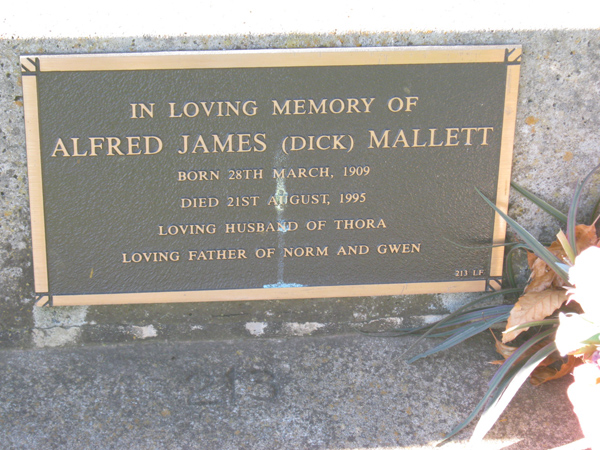 IN LOVING MEMORY OF
ALFRED JAMES (DICK) MALLETT
BORN 28TH MARCH, 1909
DIED 21ST AUGUST, 1995
LOVING HUSBAND OF THORA
LOVING FATHER OF NORM AND GWEN
213 L.F.
213